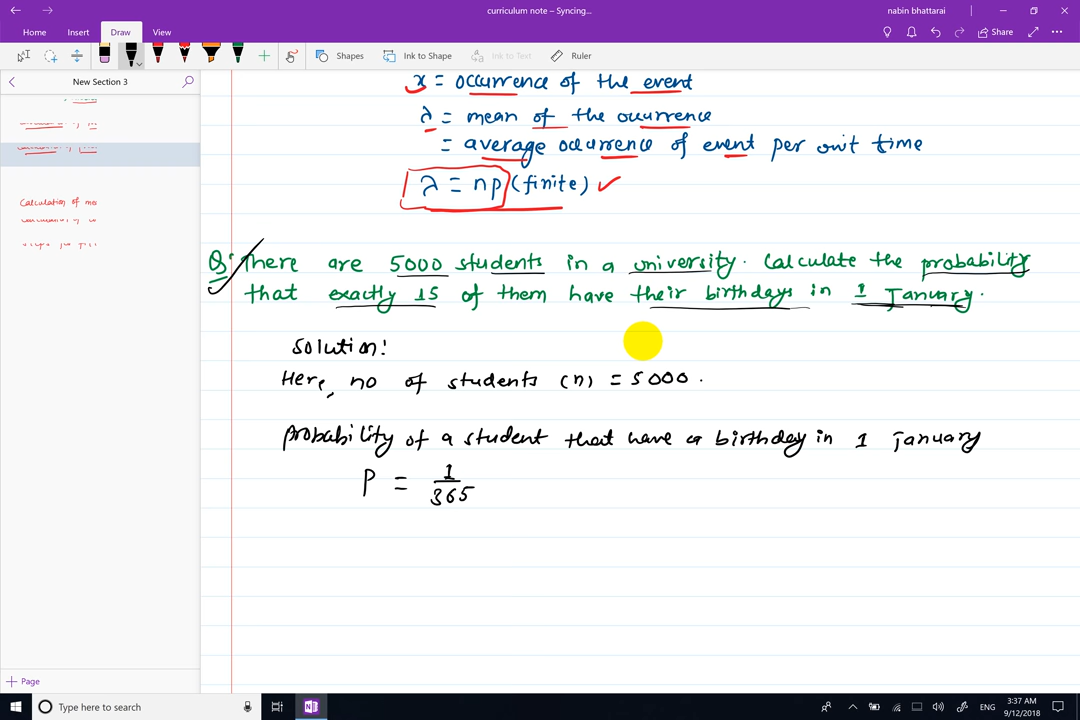 curriculum note – Syncing...
nabin bhattarai
Home Insert Draw View
Share
Shapes Ink to Shape Ink to Text Ruler
New Section 3
x = occurrence of the event
λ = mean of the occurrence
= average occurrence of event per unit time
λ = np (finite) ✓
Q: There are 5000 students in a university. Calculate the probability
that exactly 15 of them have their birthdays in 1 January.
Solution:
Here, no of students (n) = 5000.
Probability of a student that have a birthday in 1 January
P = 1/365
Calculation of me
+ Page
Type here to search
ENG
3:37 AM
9/12/2018